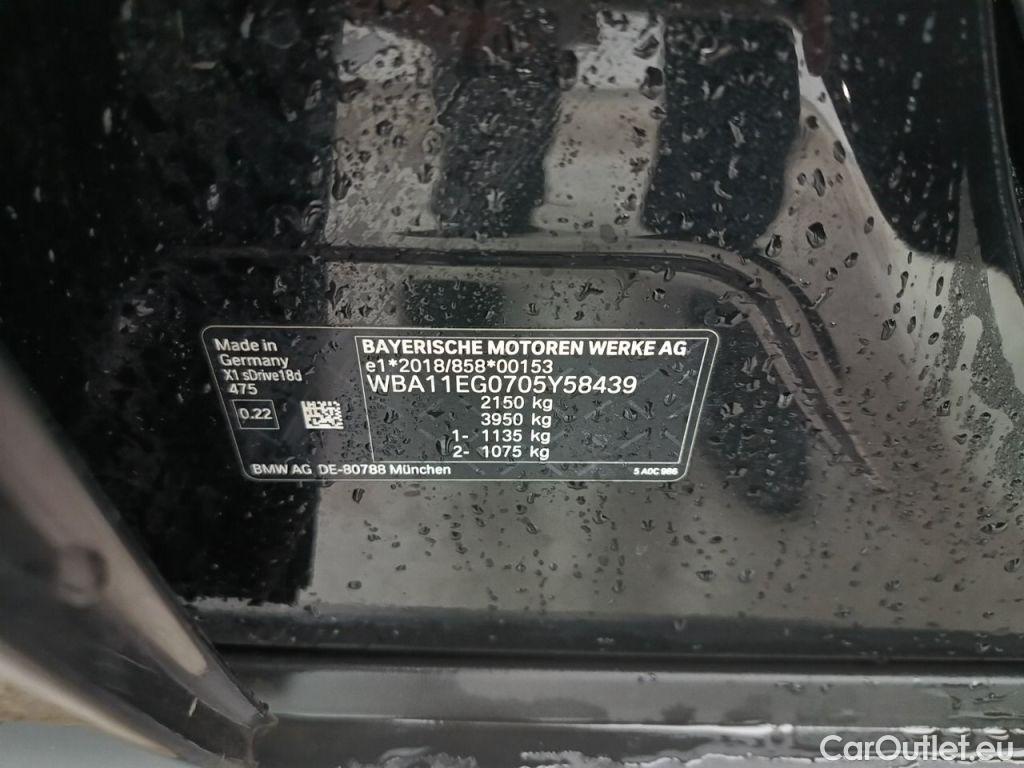 Made in
Germany
X1 sDrive18d
475
0.22
BAYERISCHE MOTOREN WERKE AG
e1*2018/858*00153
WBA11EG0705Y58439
2150 kg
3950 kg
1- 1135 kg
2- 1075 kg
BMW AG DE-80788 München
5 A0C 986
CarOutlet.eu